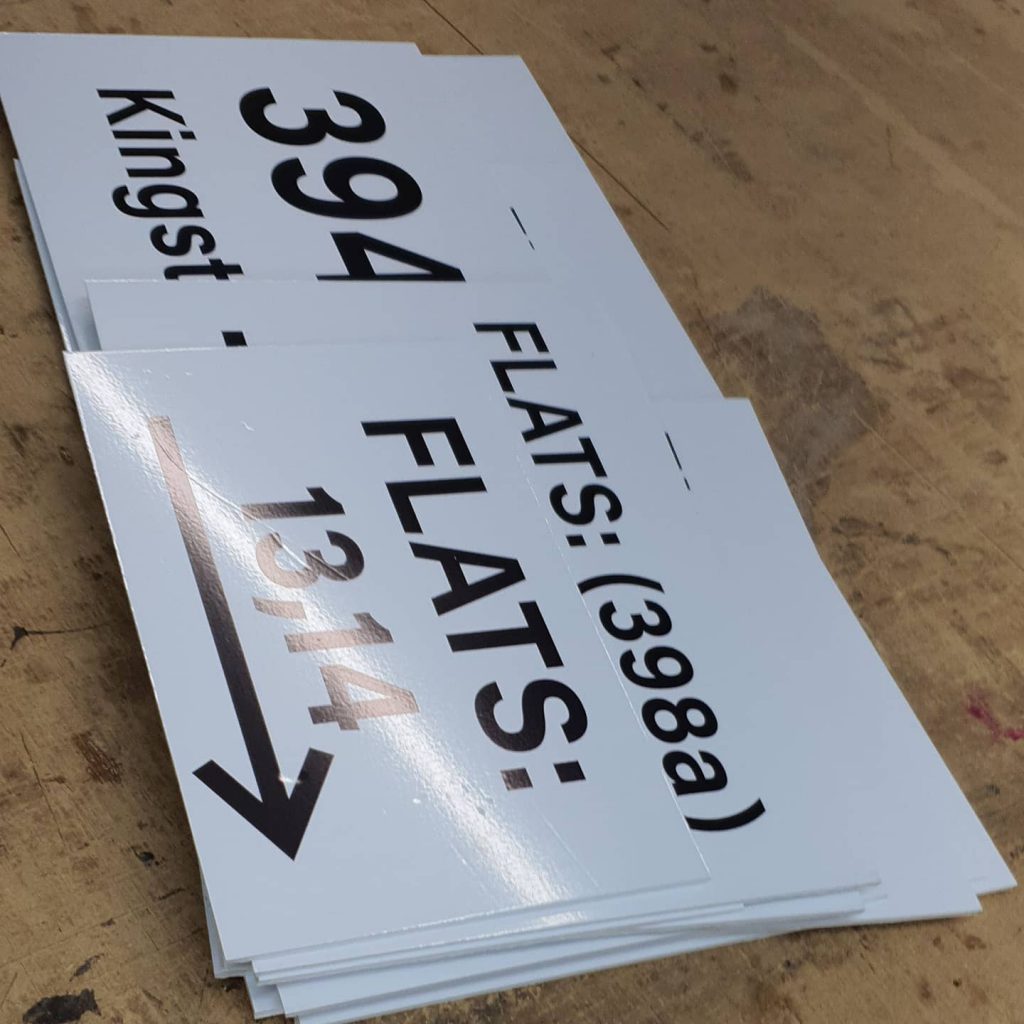 394
Kingst
FLATS: (398a)
FLATS:
13,14